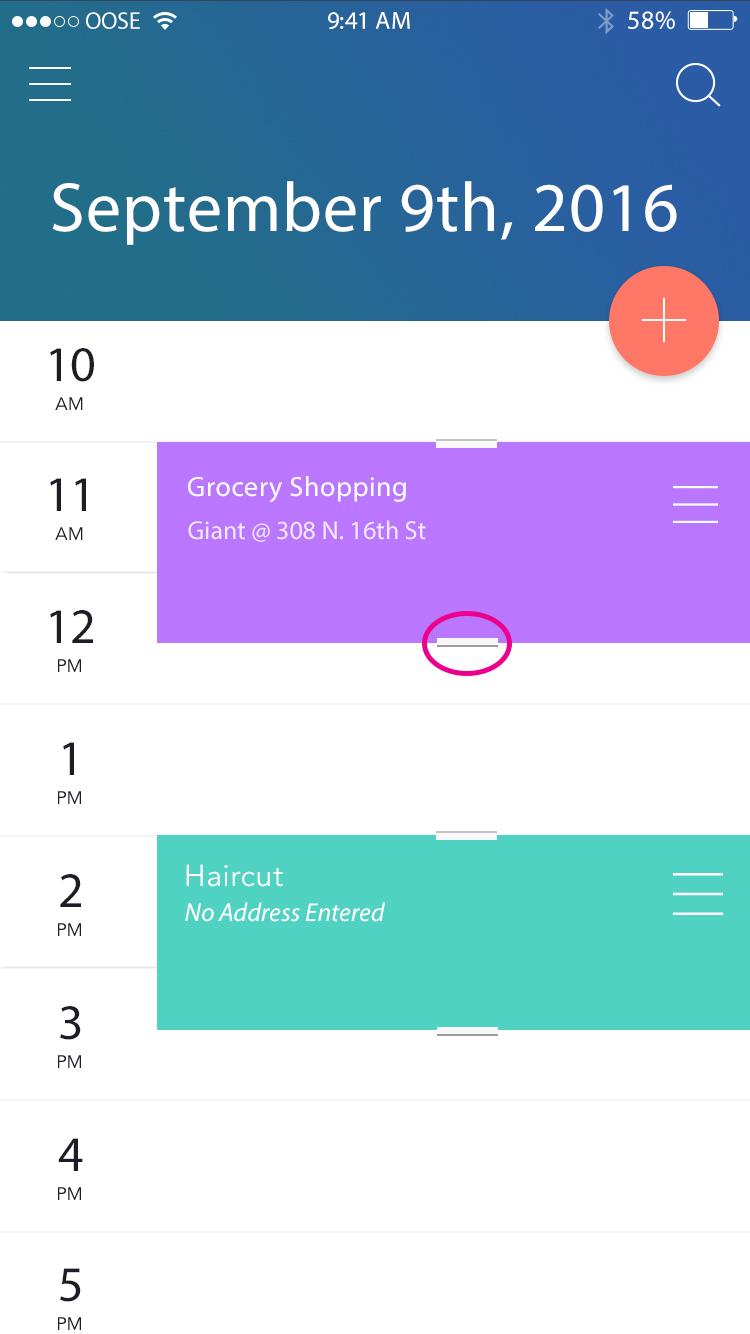 OOSE 9:41 AM 58%
September 9th, 2016
10
AM
11
AM
Grocery Shopping
Giant @ 308 N. 16th St
12
PM
1
PM
2
PM
Haircut
No Address Entered
3
PM
4
PM
5
PM